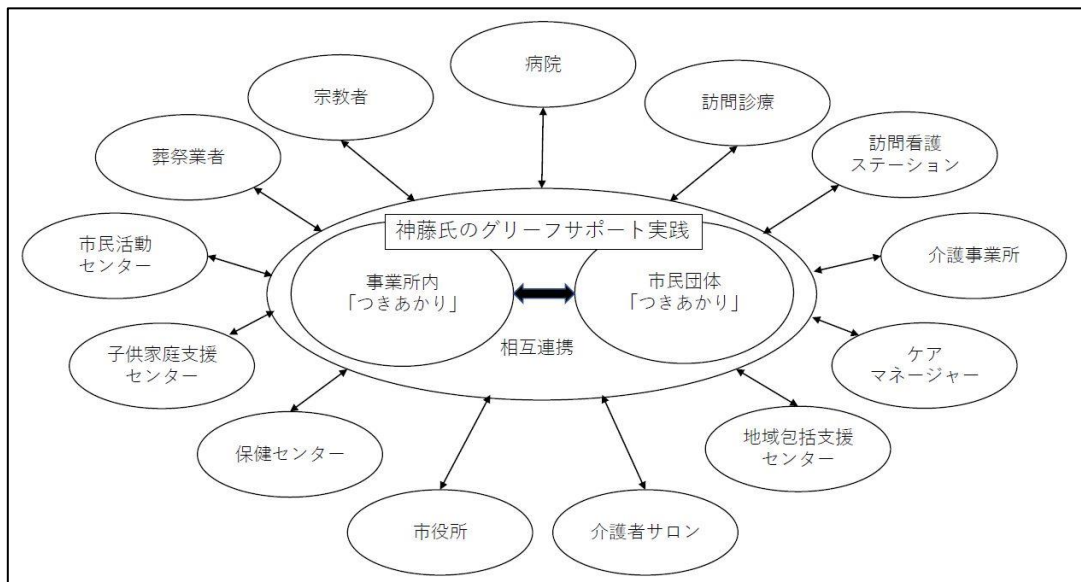 病院
宗教者
訪問診療
葬祭業者
訪問看護
ステーション
神藤氏のグリーフサポート実践
市民活動
センター
事業所内
「つきあかり」
市民団体
「つきあかり」
介護事業所
相互連携
子供家庭支援
センター
ケア
マネージャー
保健センター
地域包括支援
センター
市役所
介護者サロン